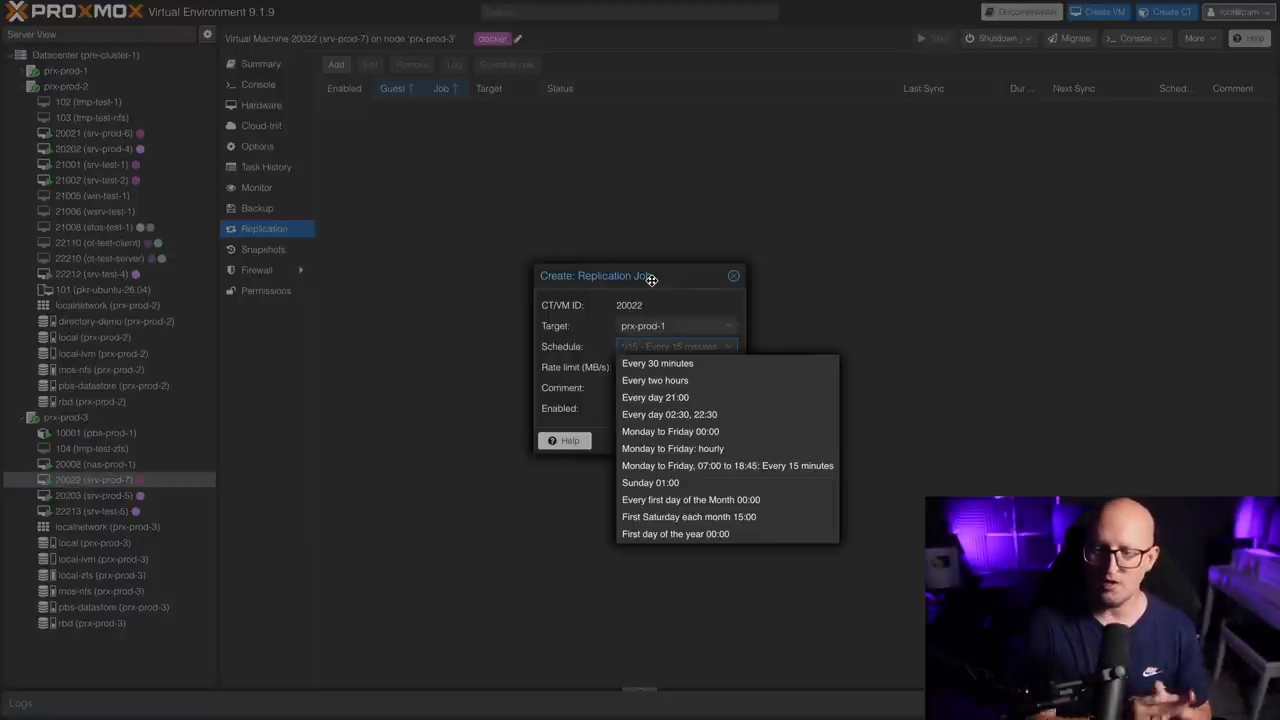 PROXMOX Virtual Environment 9.1.9
Search
Documentation
Create VM
Create CT
Server View
Virtual Machine 20022 (srv-prod-7) on node 'prx-prod-3'
docker
Start
Shutdown
Migrate
Console
More
Help
Datacenter (pre-cluster-1)
prx-prod-1
prx-prod-2
102 (tmp-test-1)
103 (tmp-test-nfs)
20021 (srv-prod-6)
20202 (srv-prod-4)
21001 (srv-test-1)
21002 (srv-test-2)
21005 (win-test-1)
21006 (wsrv-test-1)
21008 (sfos-test-1)
22110 (ot-test-client)
22210 (ot-test-server)
22212 (srv-test-4)
101 (pkr-ubuntu-26.04)
localnetwork (prx-prod-2)
directory-demo (prx-prod-2)
local (prx-prod-2)
local-lvm (prx-prod-2)
mos-nfs (prx-prod-2)
pbs-datastore (prx-prod-2)
rbd (prx-prod-2)
prx-prod-3
10001 (pbs-prod-1)
104 (tmp-test-zfs)
20008 (nas-prod-1)
20022 (srv-prod-7)
20203 (srv-prod-5)
22213 (srv-test-5)
localnetwork (prx-prod-3)
local (prx-prod-3)
local-lvm (prx-prod-3)
local-zfs (prx-prod-3)
mos-nfs (prx-prod-3)
pbs-datastore (prx-prod-3)
rbd (prx-prod-3)
Summary
Console
Hardware
Cloud-Init
Options
Task History
Monitor
Backup
Replication
Snapshots
Firewall
Permissions
Add
Edit
Remove
Log
Schedule now
Enabled
Guest
Job
Target
Status
Last Sync
Dur...
Next Sync
Sched...
Comment
Create: Replication Job
CT/VM ID: 20022
Target: prx-prod-1
Schedule: */15 - Every 15 minutes
Rate limit (MB/s):
Comment:
Enabled:
Help
Every 30 minutes
Every two hours
Every day 21:00
Every day 02:30, 22:30
Monday to Friday 00:00
Monday to Friday: hourly
Monday to Friday, 07:00 to 18:45: Every 15 minutes
Sunday 01:00
Every first day of the Month 00:00
First Saturday each month 15:00
First day of the year 00:00
Logs